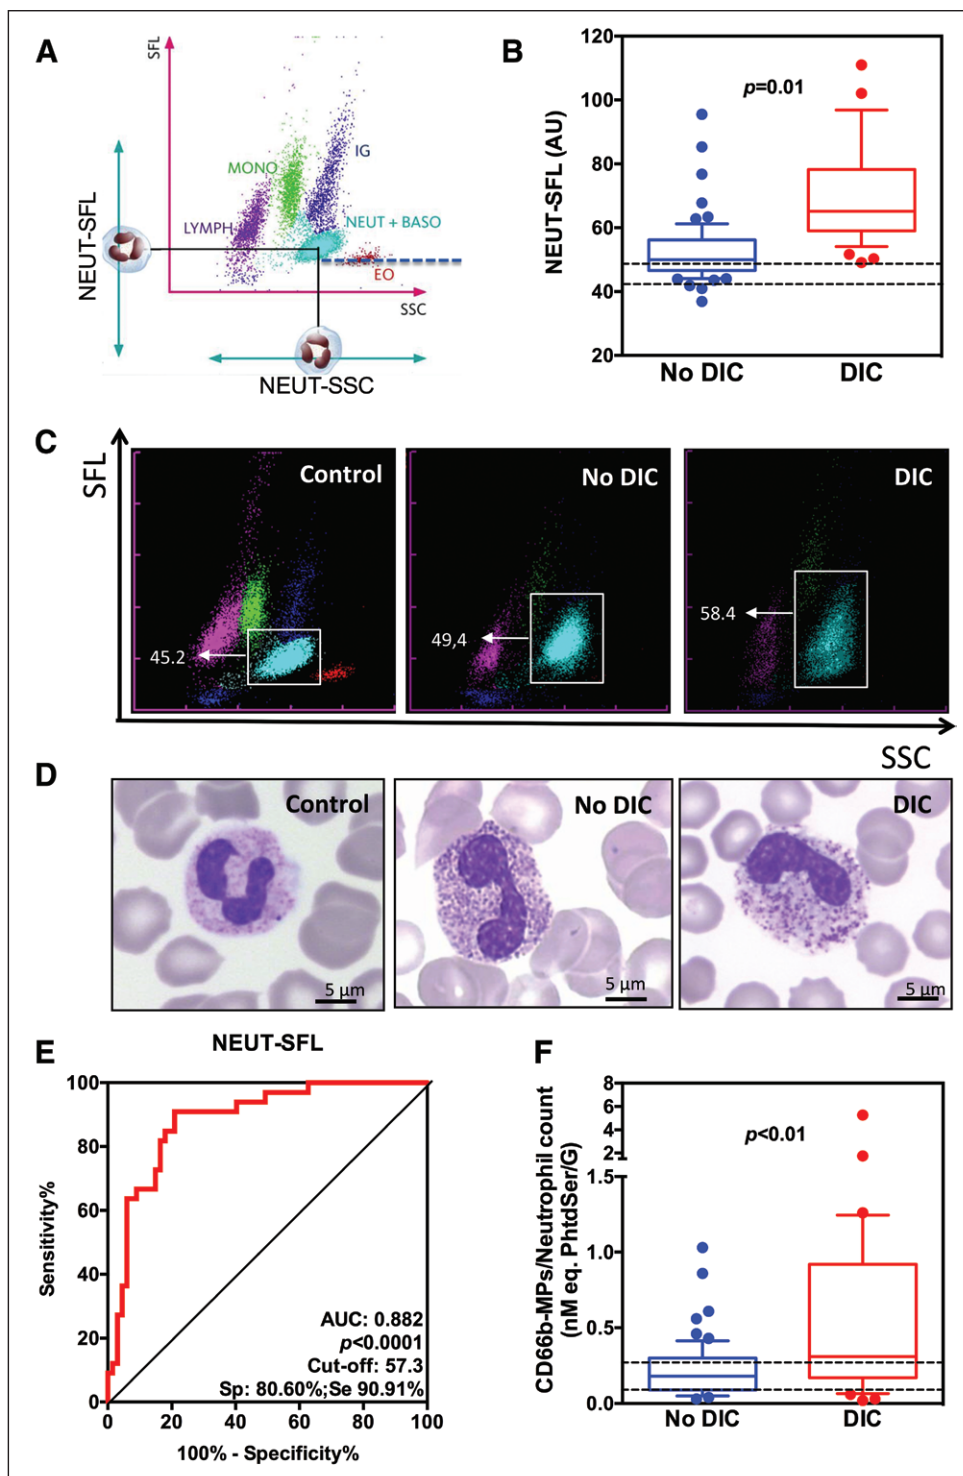 A
SFL
NEUT-SFL
MONO
IG
LYMPH
NEUT + BASO
EO
SSC
NEUT-SSC
B
NEUT-SFL (AU)
120
100
80
60
40
20
p=0.01
No DIC
DIC
C
SFL
Control
No DIC
DIC
45.2
49,4
58.4
SSC
D
Control
No DIC
DIC
5 µm
5 µm
5 µm
E
NEUT-SFL
Sensitivity%
100
80
60
40
20
0
AUC: 0.882
p<0.0001
Cut-off: 57.3
Sp: 80.60%;Se 90.91%
0
20
40
60
80
100
100% - Specificity%
F
CD66b-MPs/Neutrophil count
(nM eq. PhtdSer/G)
8
6
4
2
1.5
1.0
0.5
0.0
p<0.01
No DIC
DIC